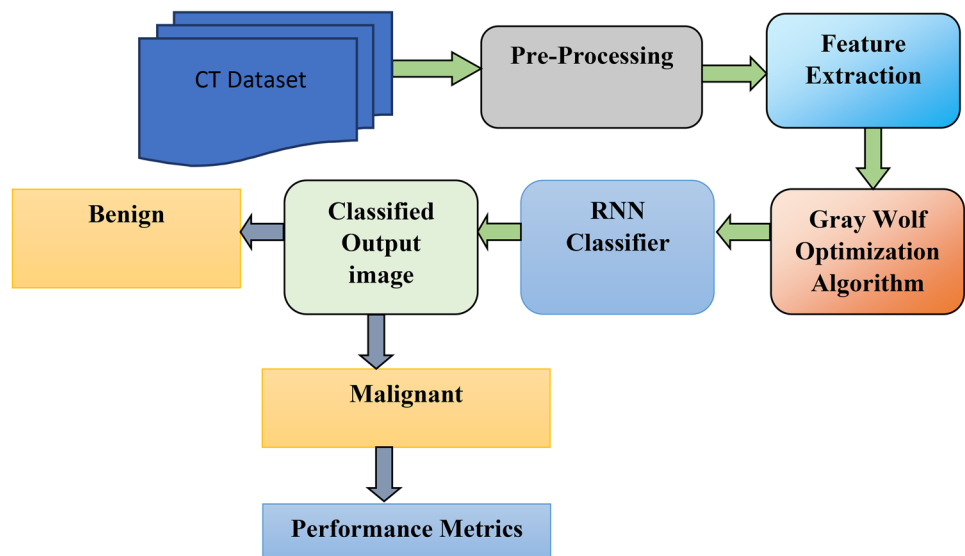 CT Dataset
Pre-Processing
Feature
Extraction
Gray Wolf
Optimization
Algorithm
RNN
Classifier
Classified
Output
image
Benign
Malignant
Performance Metrics